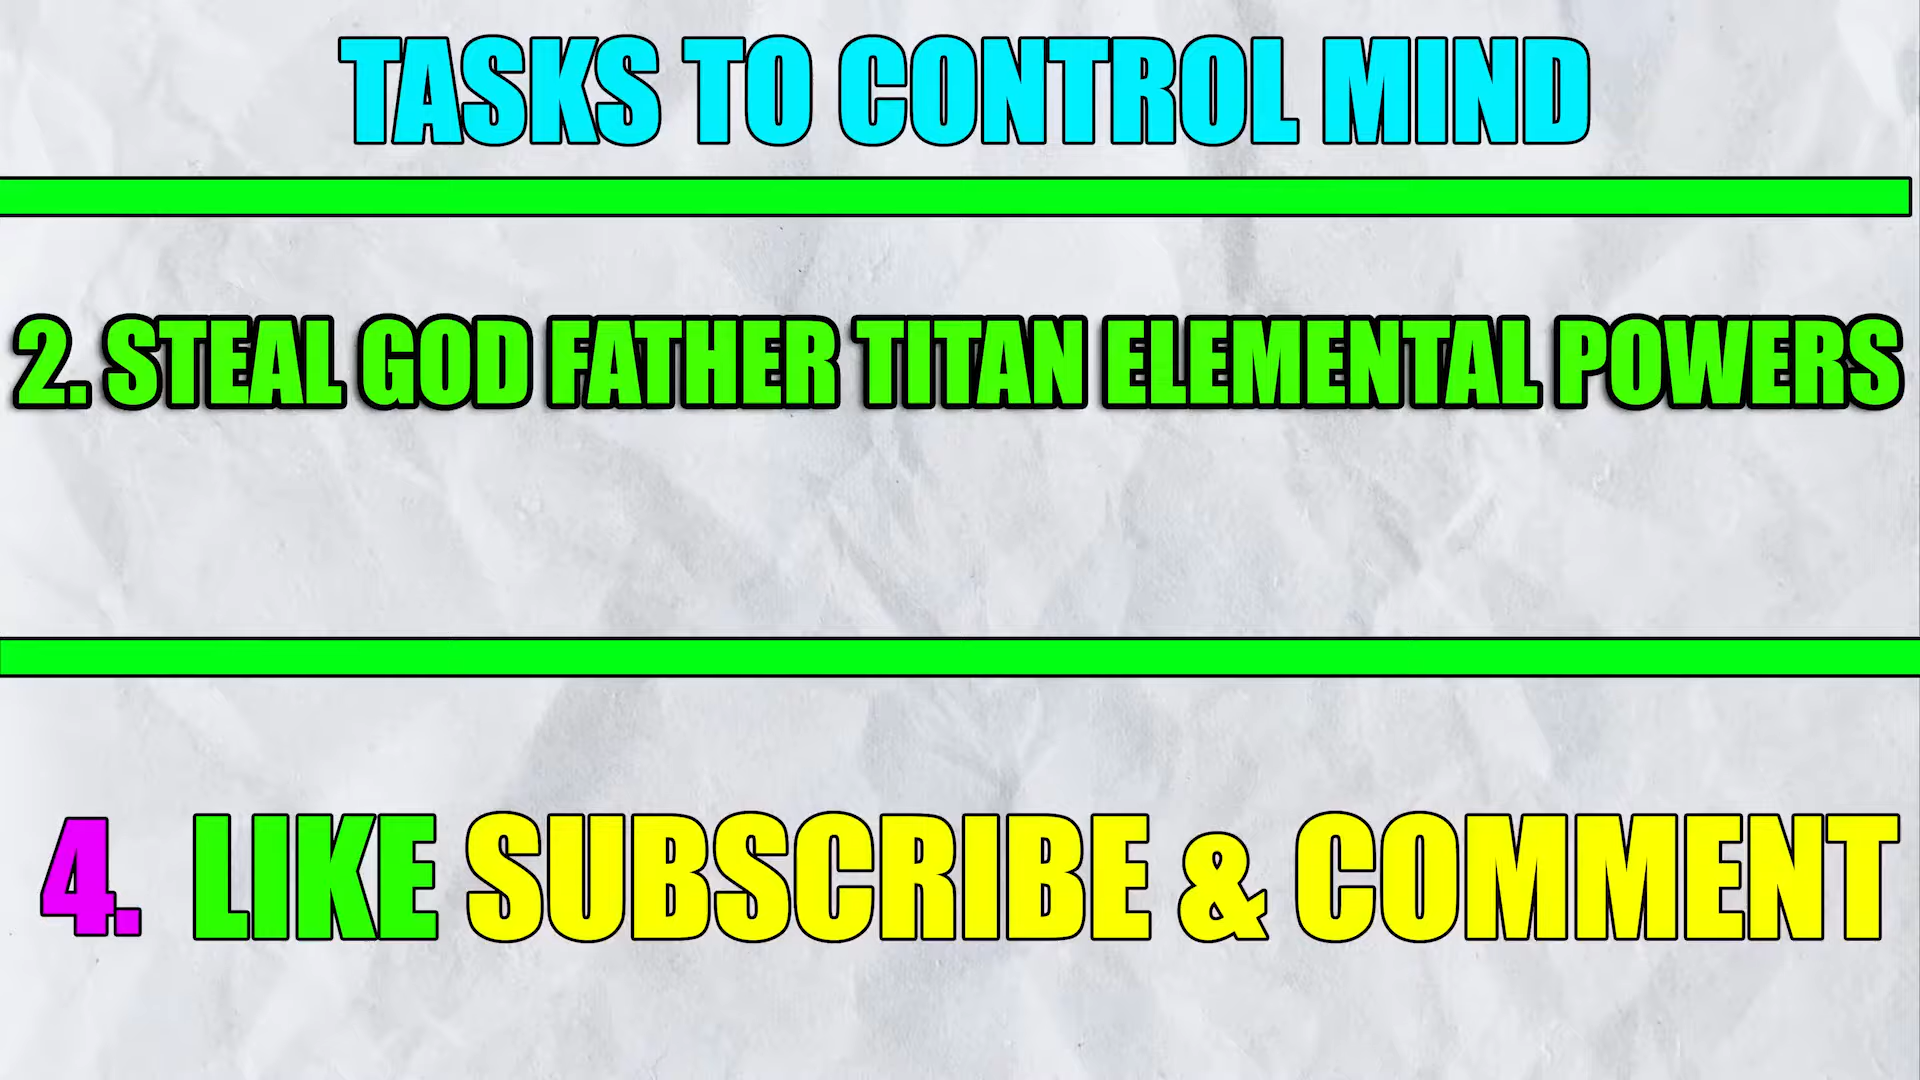 TASKS TO CONTROL MIND
2. STEAL GOD FATHER TITAN ELEMENTAL POWERS
4. LIKE SUBSCRIBE & COMMENT